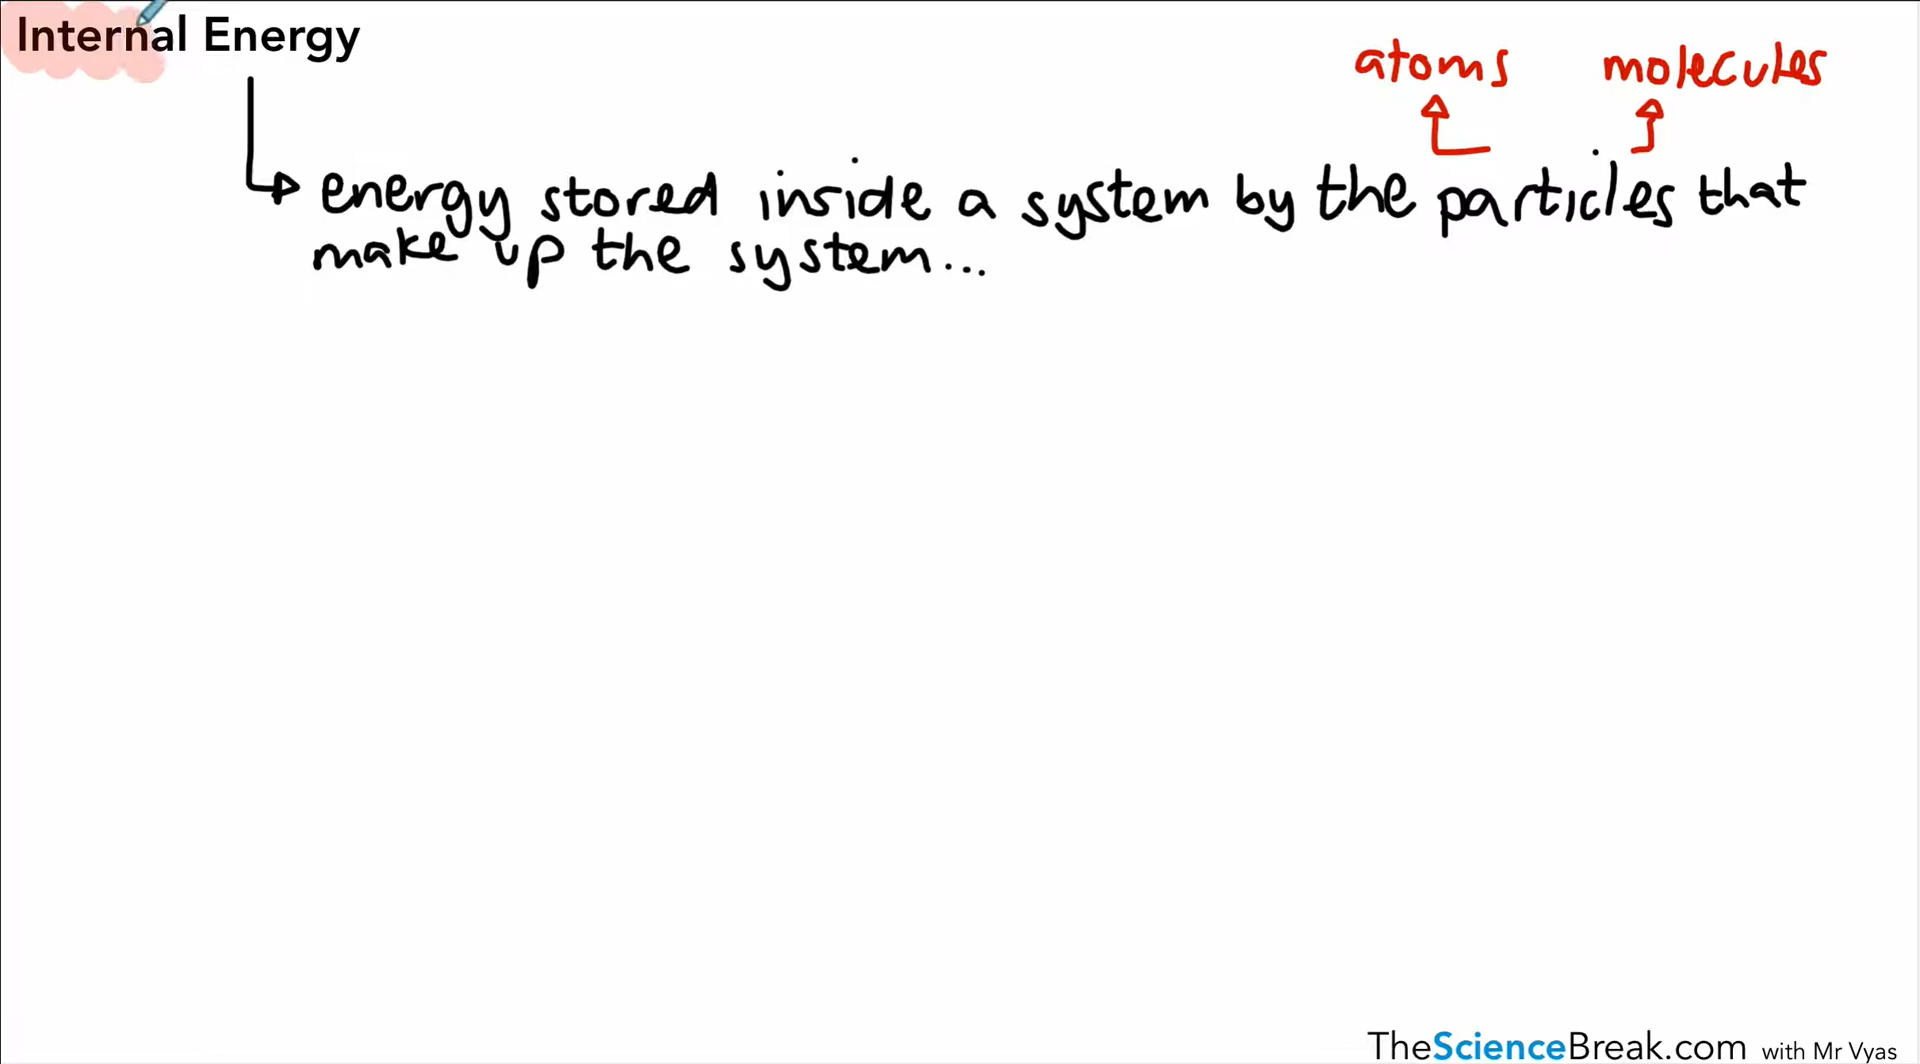 Internal Energy
atoms molecules
energy stored inside a system by the particles that
make up the system...
TheScienceBreak.com with Mr Vyas